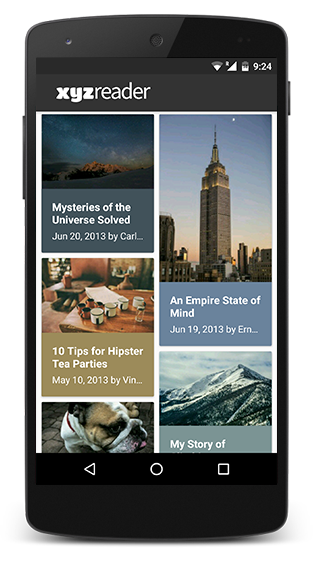 9:24
xyzreader
Mysteries of the
Universe Solved
Jun 20, 2013 by Carl...
An Empire State of
Mind
Jun 19, 2013 by Ern...
10 Tips for Hipster
Tea Parties
May 10, 2013 by Vin...
My Story of